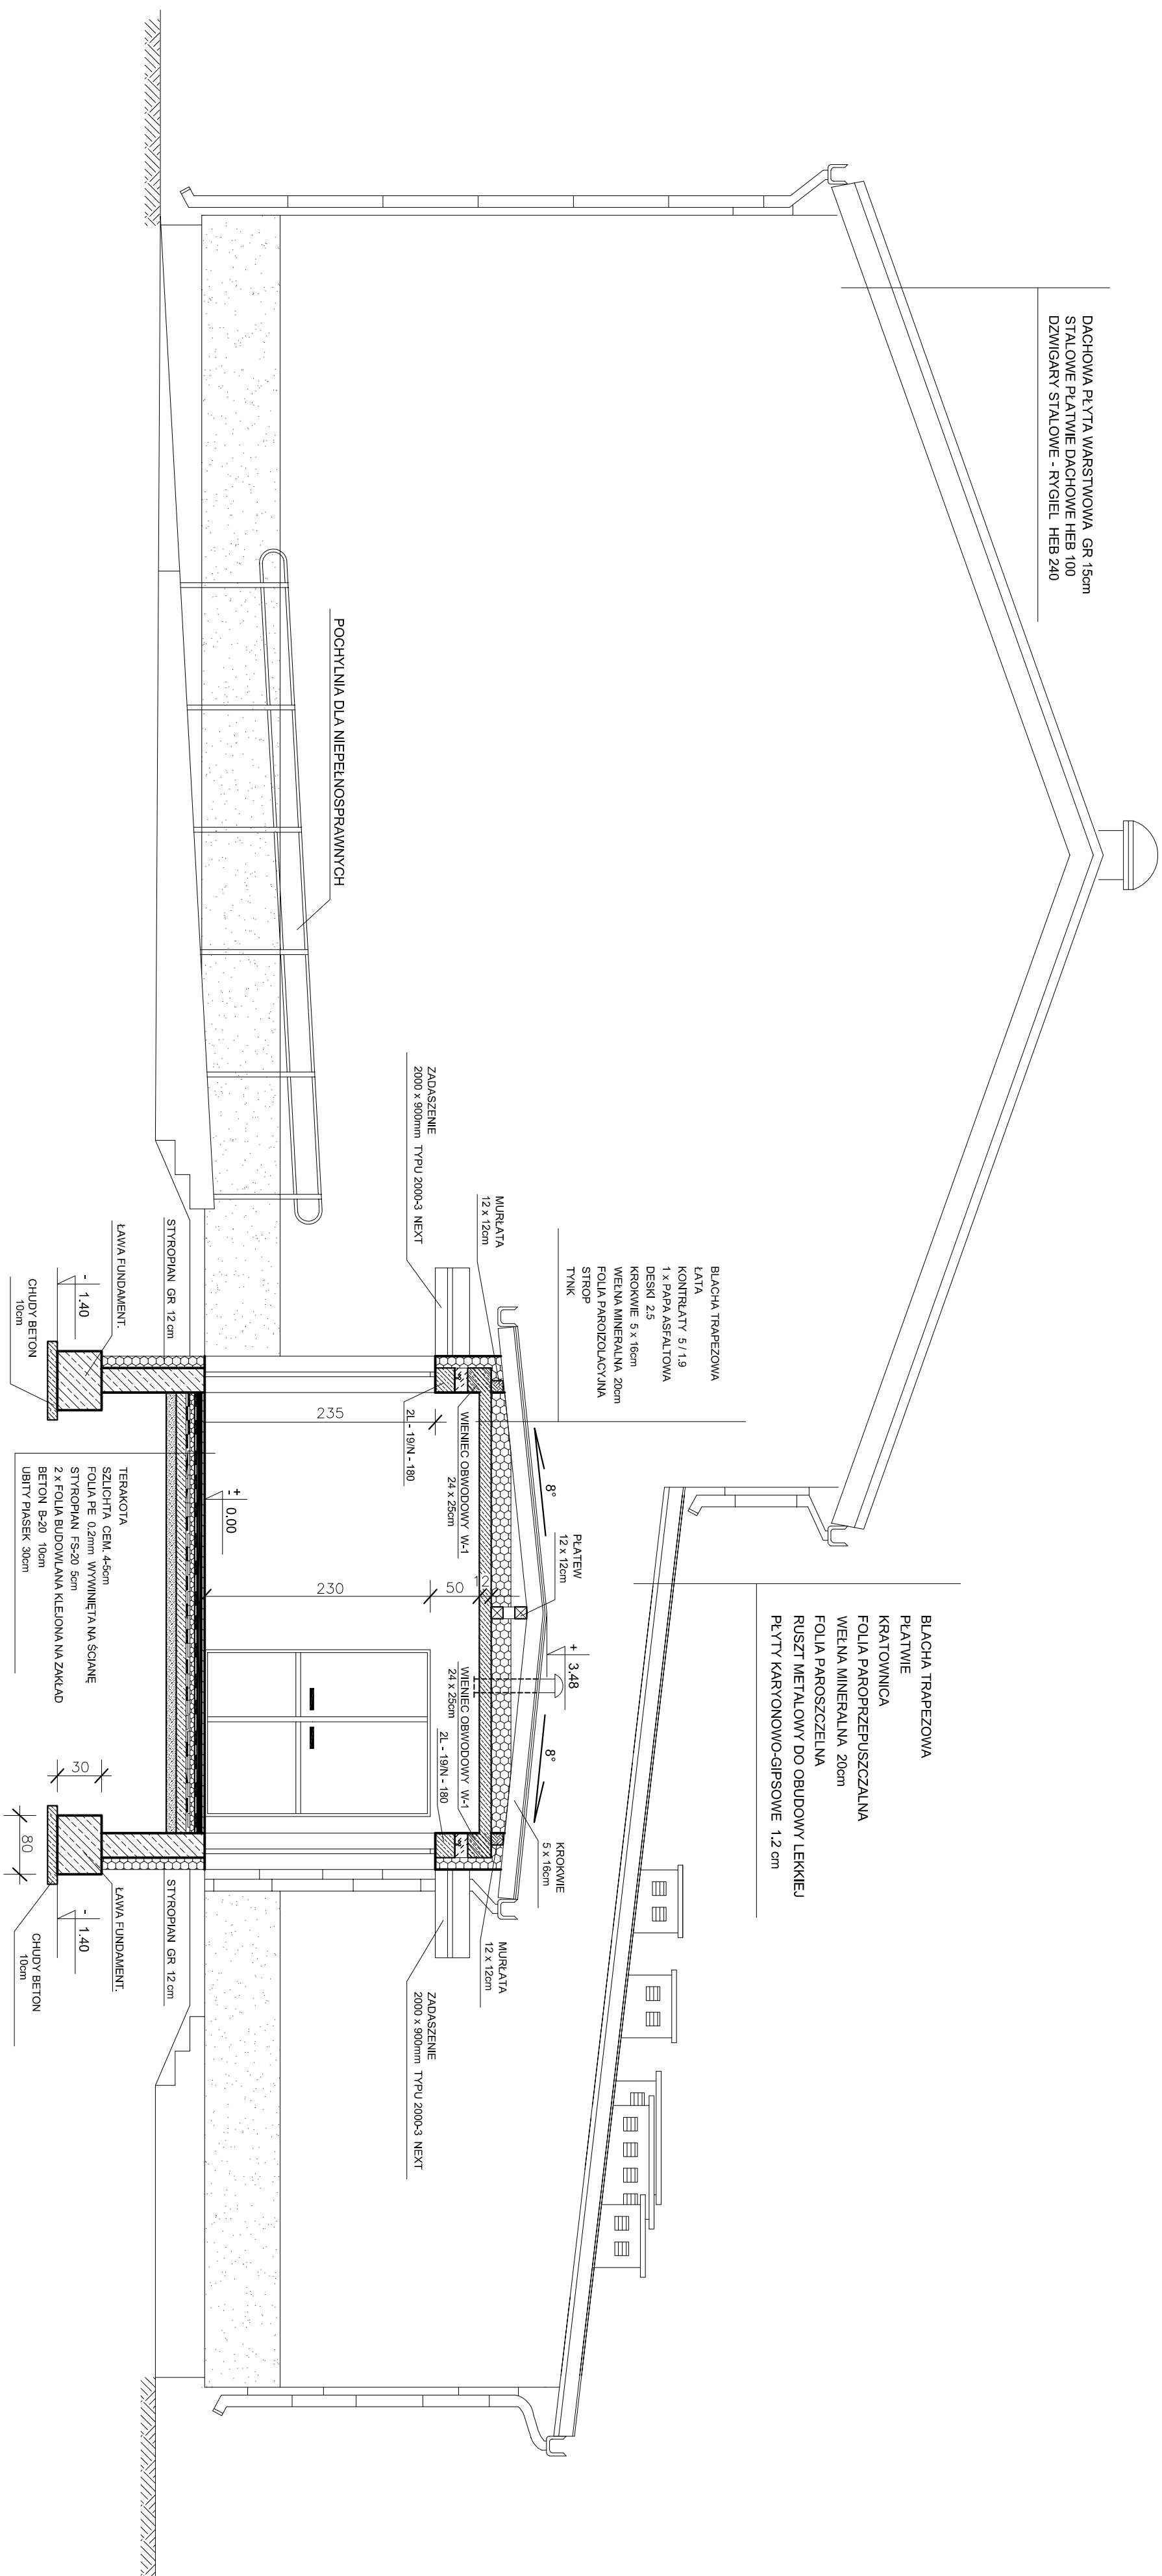 DACHOWA PŁYTA WARSTWOWA GR 15cm
STALOWE PŁATWIE DACHOWE HEB 100
DZWIGARY STALOWE - RYGIEL HEB 240
BLACHA TRAPEZOWA
PŁATWIE
KRATOWNICA
FOLIA PAROPRZEPUSZCZALNA
WEŁNA MINERALNA 20cm
FOLIA PAROSZCZELNA
RUSZT METALOWY DO OBUDOWY LEKKIEJ
PŁYTY KARYONOWO-GIPSOWE 1.2 cm
BLACHA TRAPEZOWA
ŁATA
KONTRŁATY 5 / 1.9
1 x PAPA ASFALTOWA
DESKI 2.5
KROKWIE 5 x 16cm
WEŁNA MINERALNA 20cm
FOLIA PAROIZOLACYJNA
STROP
TYNK
PŁATEW
12 x 12cm
+
3.48
8°
8°
KROKWIE
5 x 16cm
MURŁATA
12 x 12cm
MURŁATA
12 x 12cm
WIENIEC OBWODOWY W-1
24 x 25cm
WIENIEC OBWODOWY W-1
24 x 25cm
2L - 19/N - 180
2L - 19/N - 180
ZADASZENIE
2000 x 900mm TYPU 2000-3 NEXT
ZADASZENIE
2000 x 900mm TYPU 2000-3 NEXT
POCHYLNIA DLA NIEPEŁNOSPRAWNYCH
235
230
50
12
+
- 0.00
STYROPIAN GR 12 cm
STYROPIAN GR 12 cm
ŁAWA FUNDAMENT.
ŁAWA FUNDAMENT.
-
1.40
-
1.40
CHUDY BETON
10cm
CHUDY BETON
10cm
30
80
TERAKOTA
SZLICHTA CEM. 4-5cm
FOLIA PE 0.2mm WYWINIĘTA NA ŚCIANĘ
STYROPIAN FS-20 5cm
2 x FOLIA BUDOWLANA KLEJONA NA ZAKŁAD
BETON B-20 10cm
UBITY PIASEK 30cm